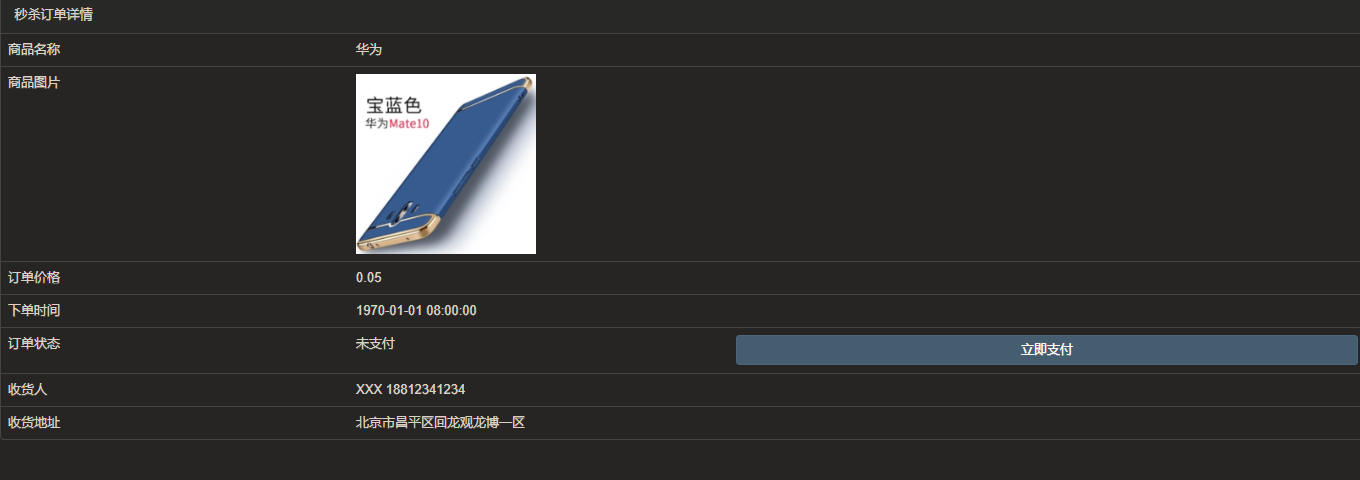 秒杀订单详情
商品名称 华为
商品图片
宝蓝色
华为Mate10
订单价格 0.05
下单时间 1970-01-01 08:00:00
订单状态 未支付 立即支付
收货人 XXX 18812341234
收货地址 北京市昌平区回龙观龙博一区